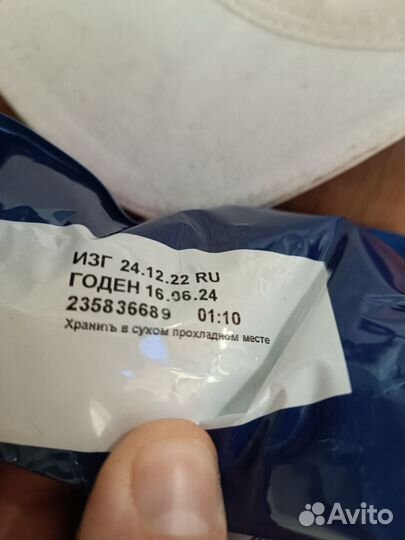 ИЗГ 24.12.22 RU
ГОДЕН 16.06.24
235836689 01:10
Хранить в сухом прохладном месте
Avito